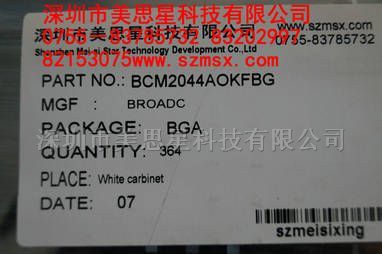 深圳市美思星科技有限公司
www.szmsx.com
深圳市美思星科技有限公司
0755-83785732
Shenzhen Mei-si Star Technology Development Co.,Ltd.
82153075www.szmsx.com
PART NO.: BCM2044AOKFBG
MGF : BROADC
PACKAGE: BGA
深圳市美思星科技有限公司
QUANTITY: 364
PLACE: White carbinet
DATE: 07
szmeisixing